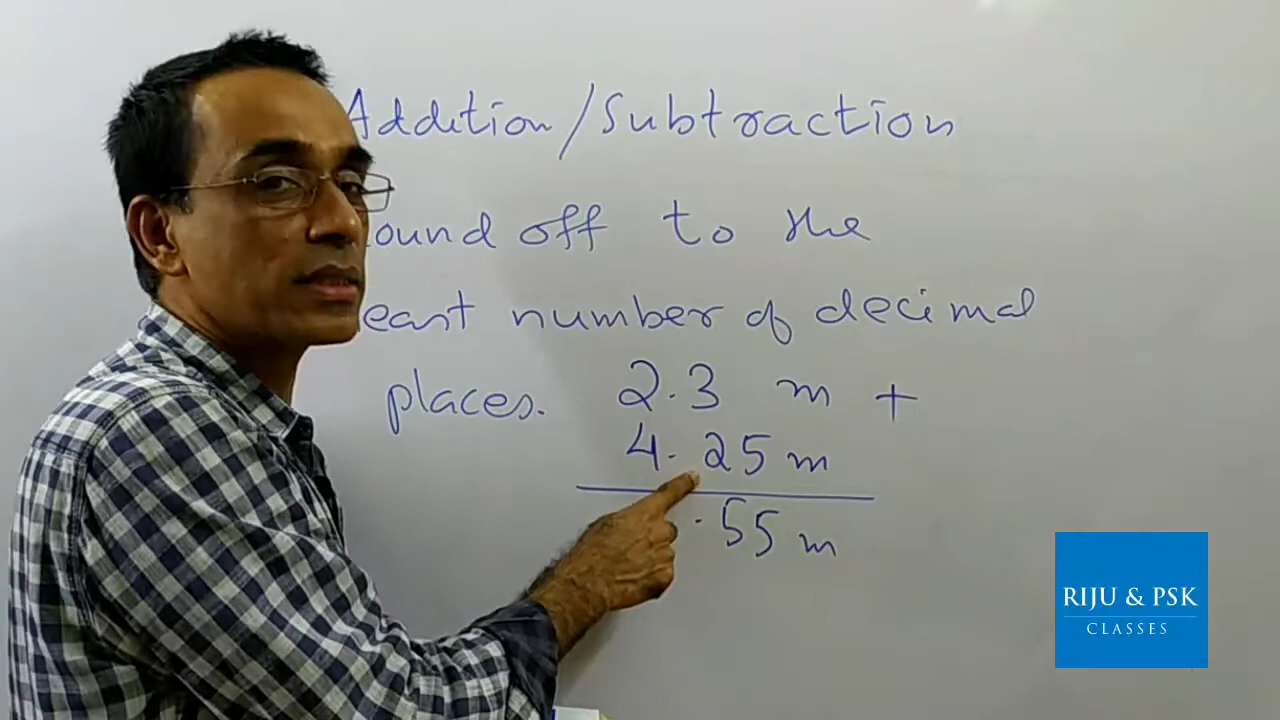 Addition/Subtraction
ound off to the
east number of decimal
places. 2.3 m +
4.25 m
.55 m
RIJU & PSK
CLASSES